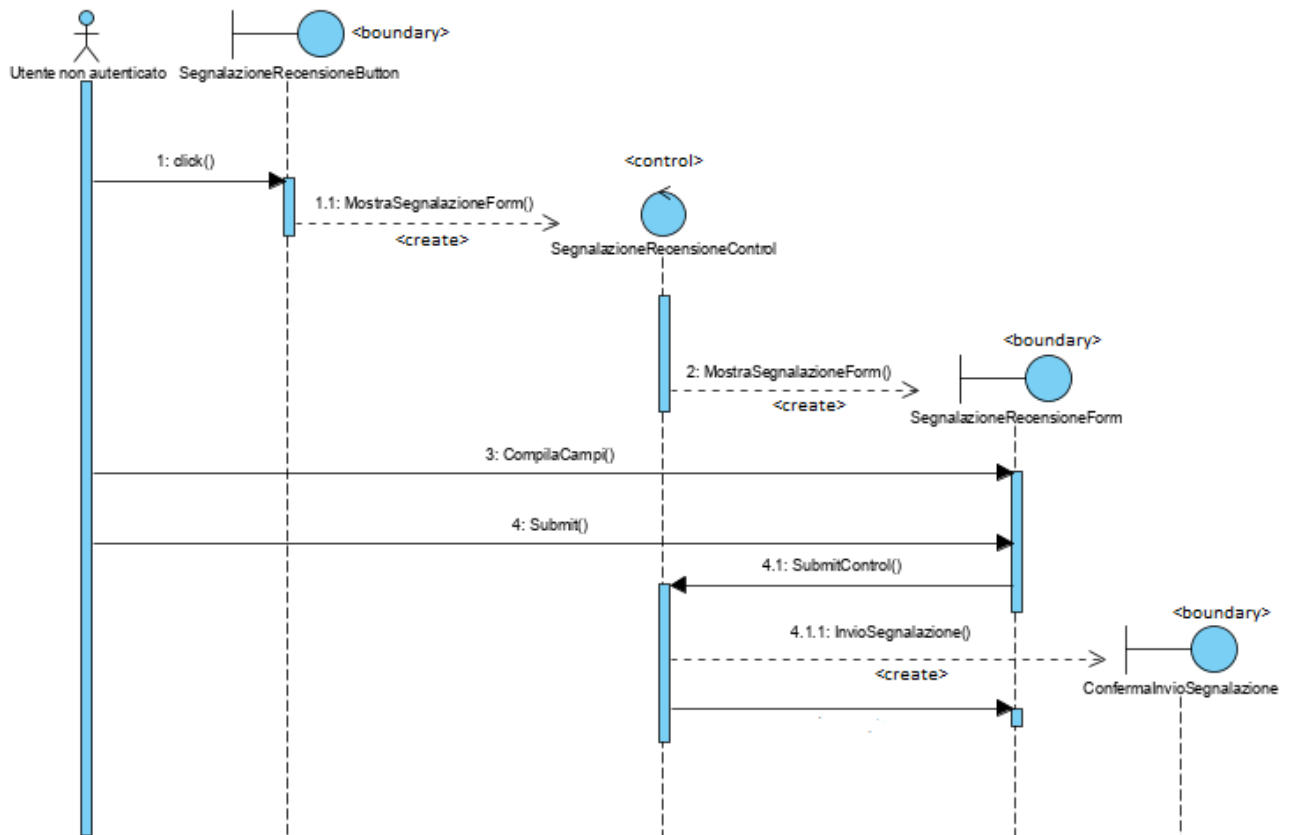 <boundary>
Utente non autenticato
SegnalazioneRecensioneButton
1: click()
<control>
1.1: MostraSegnalazioneForm()
<create>
SegnalazioneRecensioneControl
<boundary>
2: MostraSegnalazioneForm()
<create>
SegnalazioneRecensioneForm
3: CompilaCampi()
4: Submit()
4.1: SubmitControl()
<boundary>
4.1.1: InvioSegnalazione()
<create>
ConfermaInvioSegnalazione